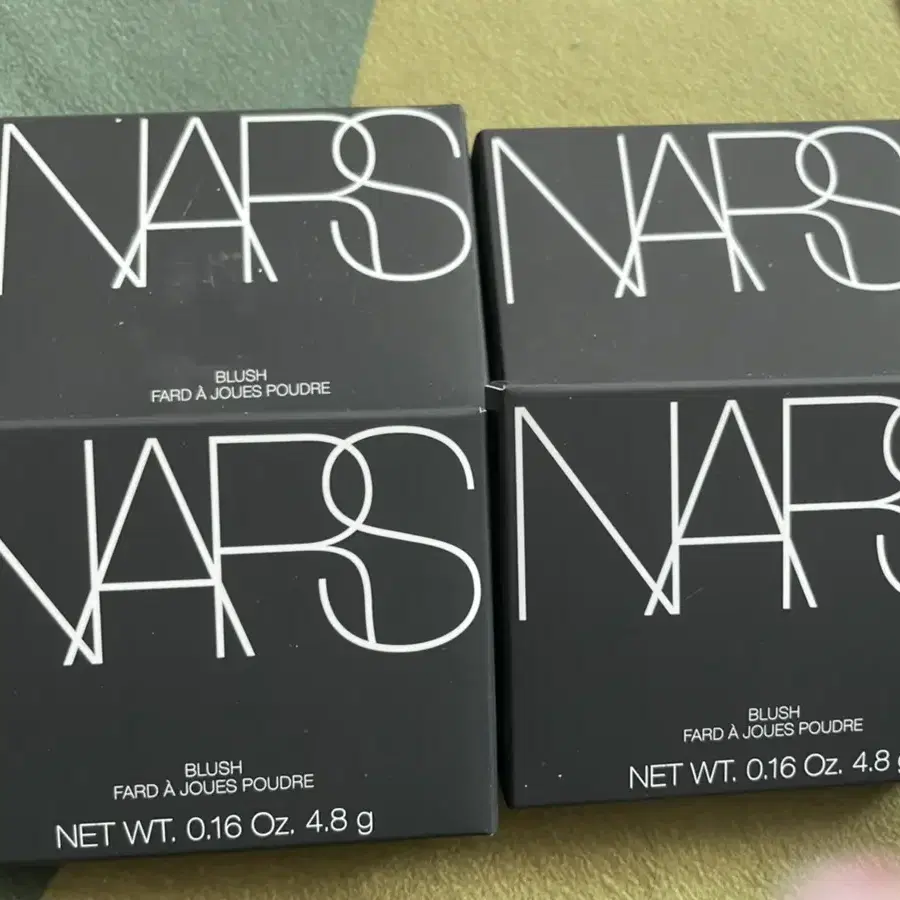 NARS
BLUSH
FARD À JOUES POUDRE
NARS
BLUSH
FARD À JOUES POUDRE
NET WT. 0.16 Oz. 4.8 g
NARS
NARS
BLUSH
FARD À JOUES POUDRE
NET WT. 0.16 Oz. 4.8 g